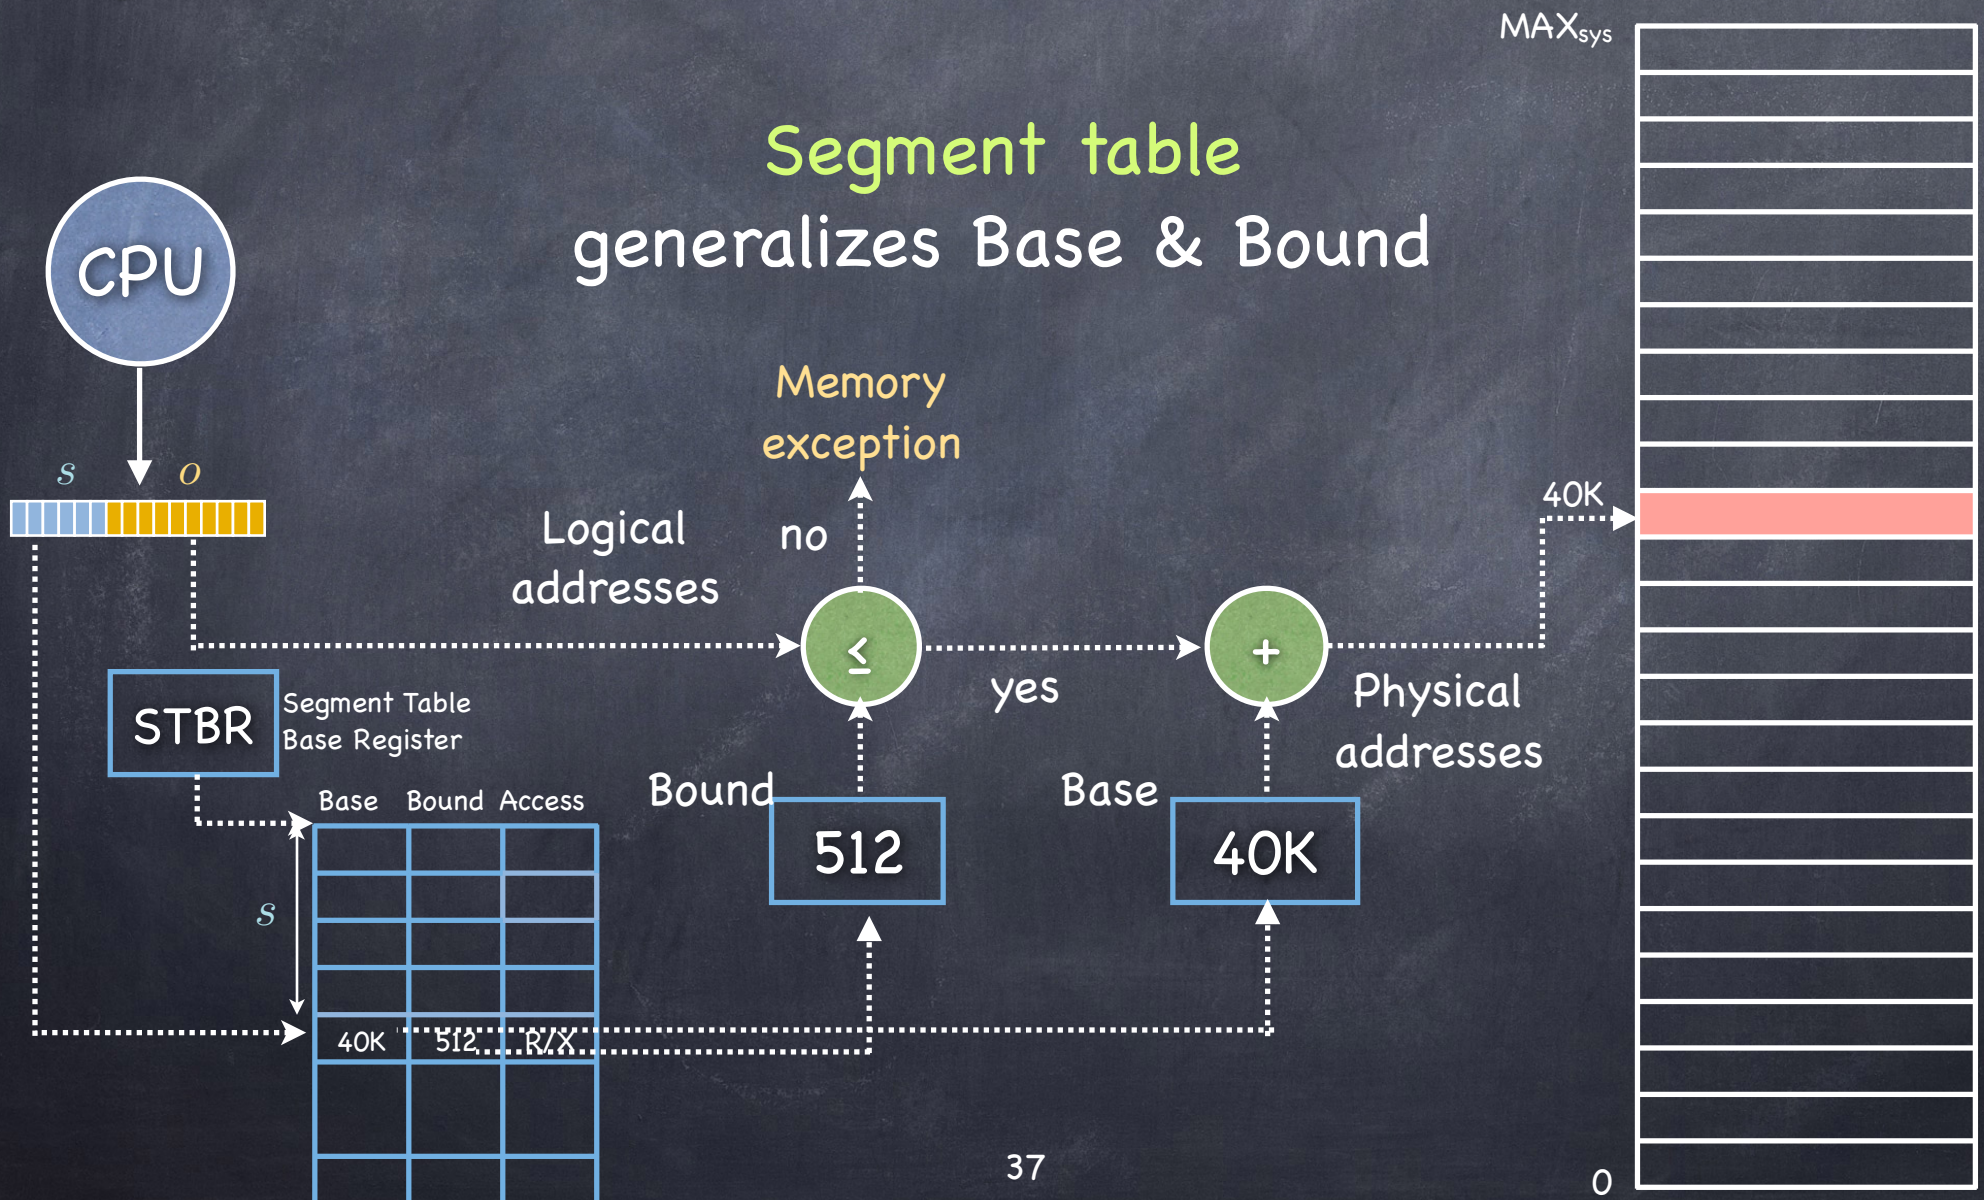 MAXsys
Segment table
generalizes Base & Bound
CPU
Memory
exception
s o
40K
Logical
addresses
no
≤
+
yes
Physical
addresses
STBR
Segment Table
Base Register
Bound
Base
512
40K
Base Bound Access
s
40K 512 R/X
37
0